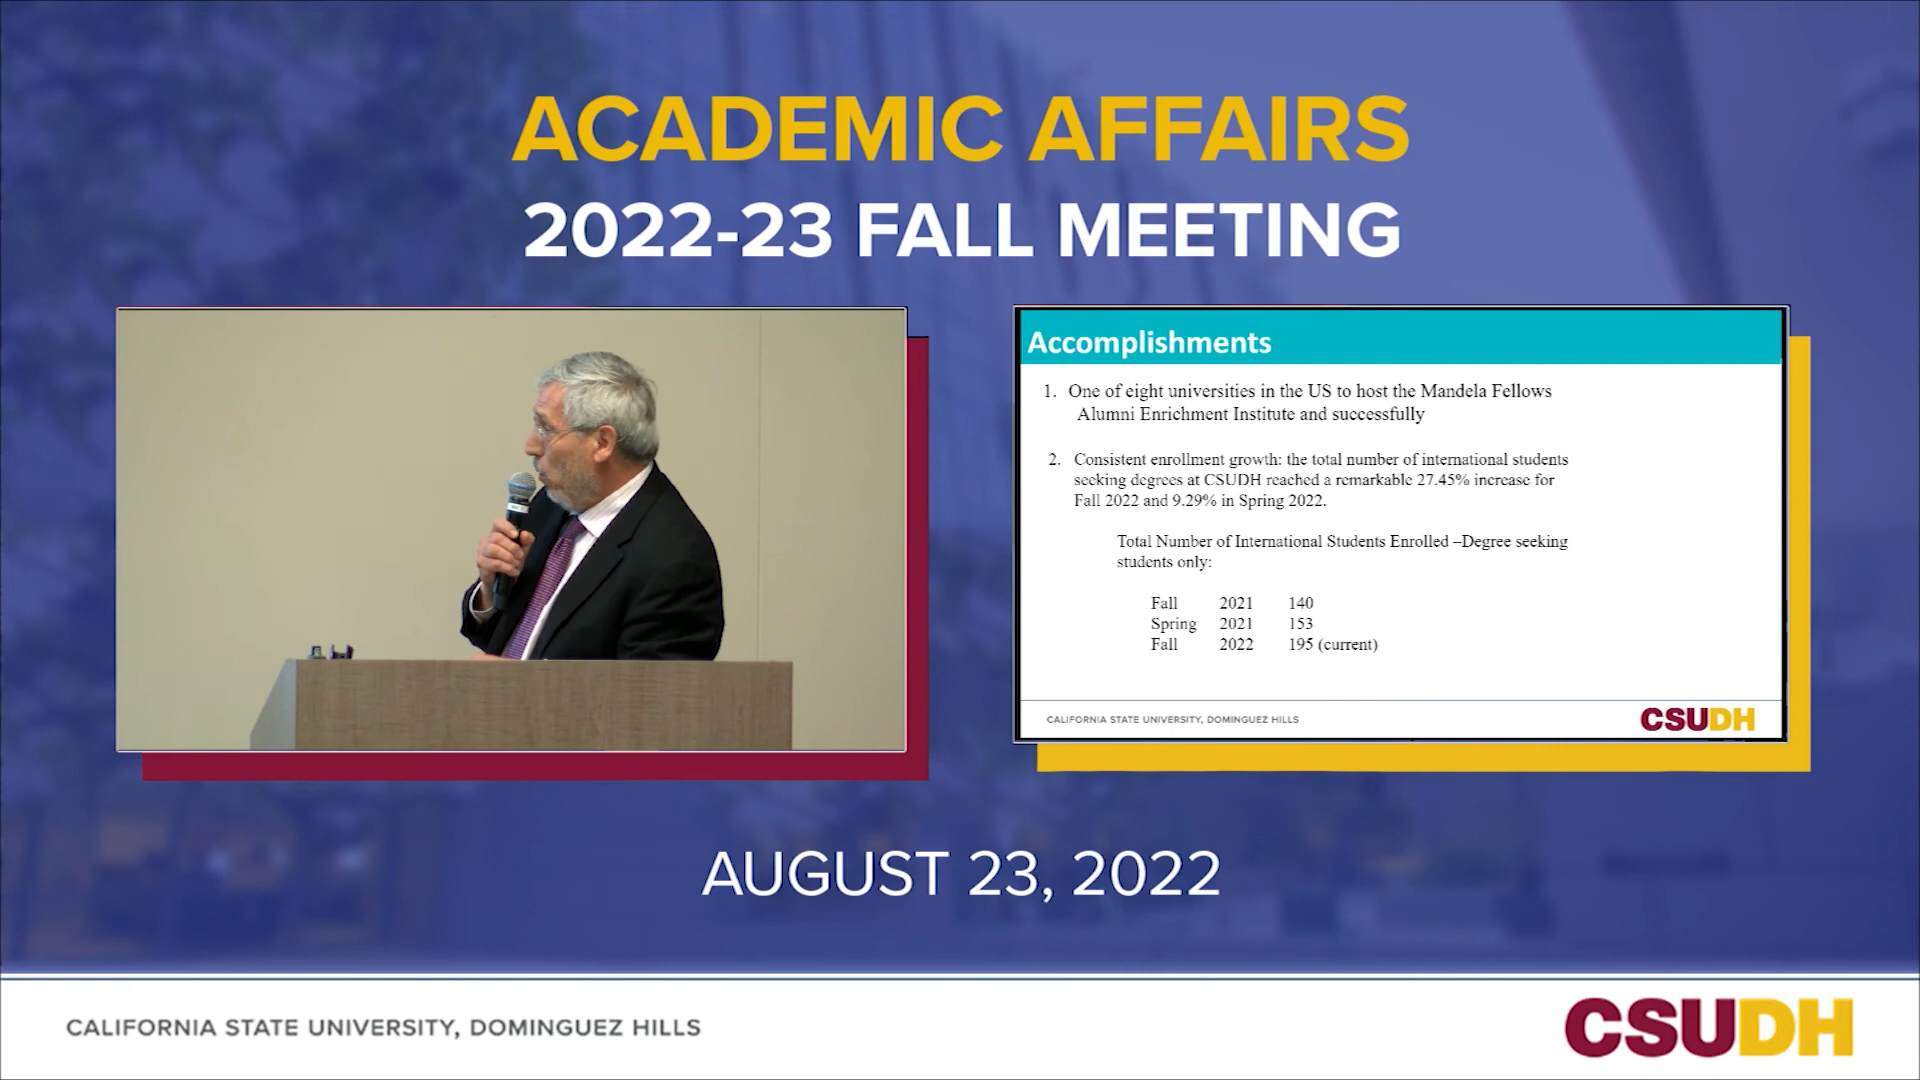 ACADEMIC AFFAIRS
2022-23 FALL MEETING
Accomplishments
1. One of eight universities in the US to host the Mandela Fellows
Alumni Enrichment Institute and successfully
2. Consistent enrollment growth: the total number of international students
seeking degrees at CSUDH reached a remarkable 27.45% increase for
Fall 2022 and 9.29% in Spring 2022.
Total Number of International Students Enrolled –Degree seeking
students only:
Fall 2021 140
Spring 2021 153
Fall 2022 195 (current)
CALIFORNIA STATE UNIVERSITY, DOMINGUEZ HILLS
CSUDH
AUGUST 23, 2022
CALIFORNIA STATE UNIVERSITY, DOMINGUEZ HILLS
CSUDH